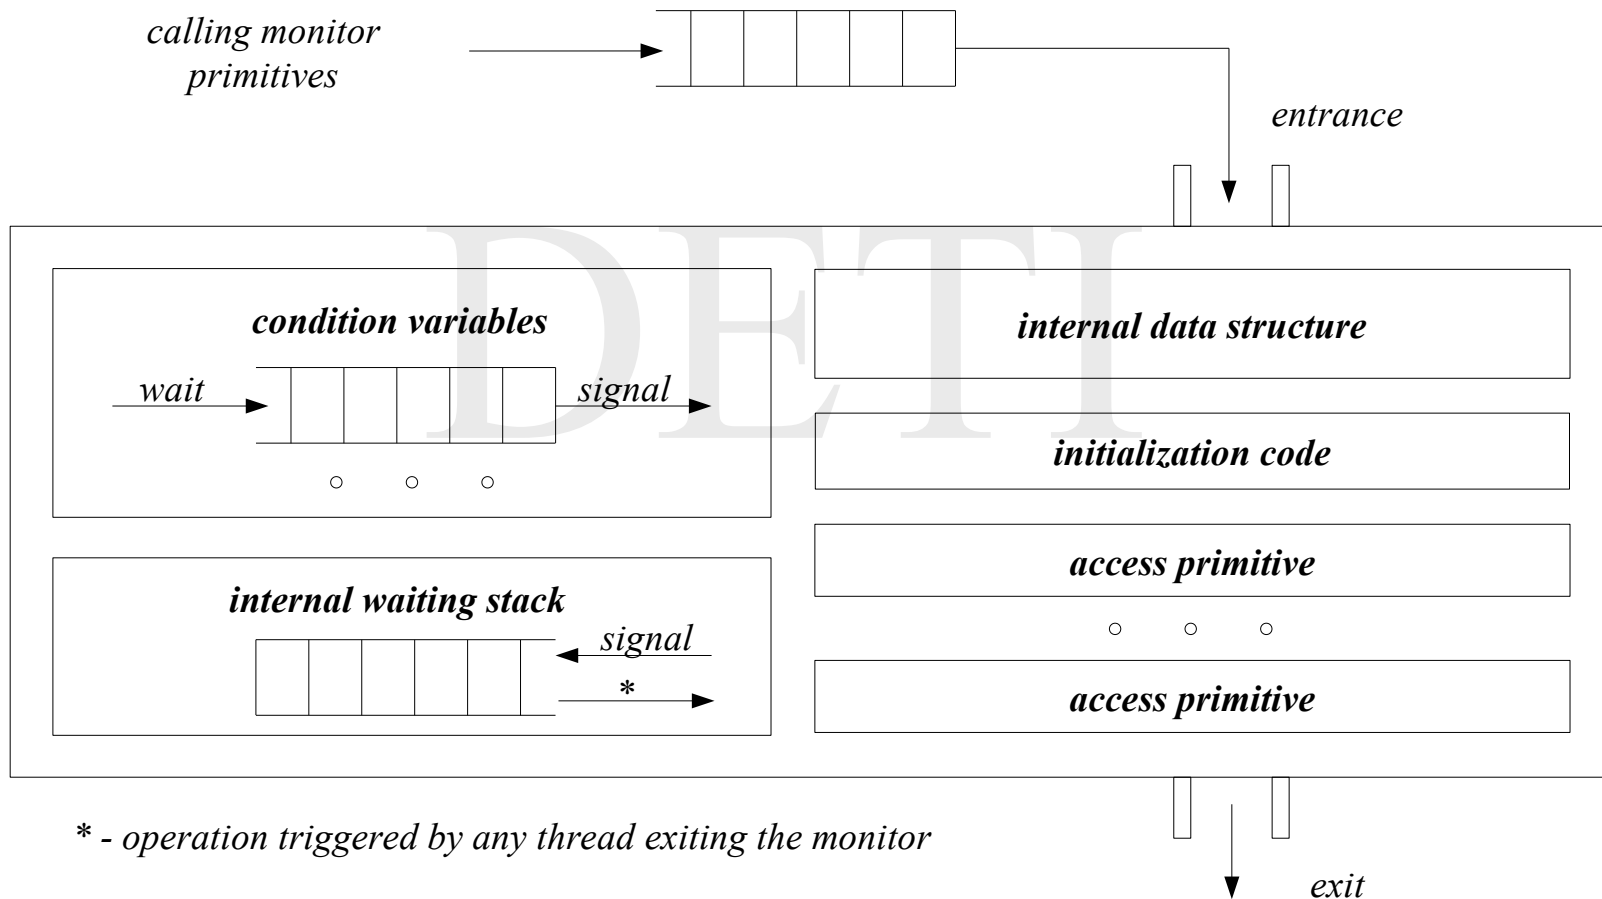 calling monitor
primitives
entrance
DETI
condition variables
wait
signal
internal data structure
initialization code
internal waiting stack
signal
*
access primitive
access primitive
* - operation triggered by any thread exiting the monitor
exit